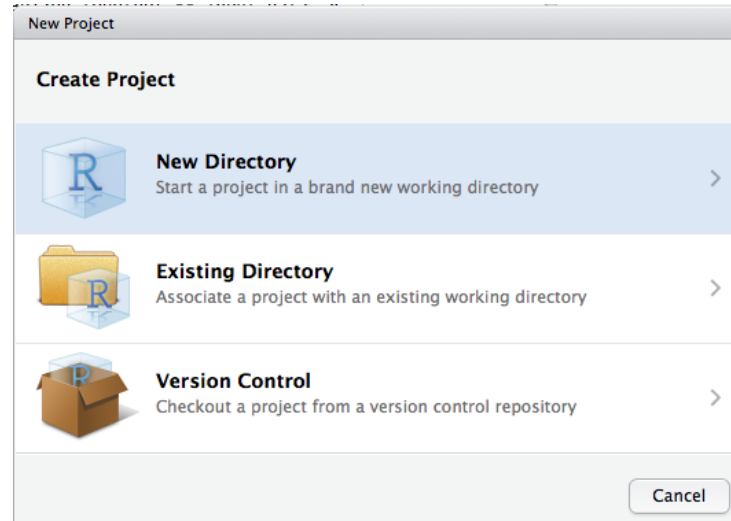 New Project
Create Project
R
New Directory
Start a project in a brand new working directory
R
Existing Directory
Associate a project with an existing working directory
R
Version Control
Checkout a project from a version control repository
Cancel